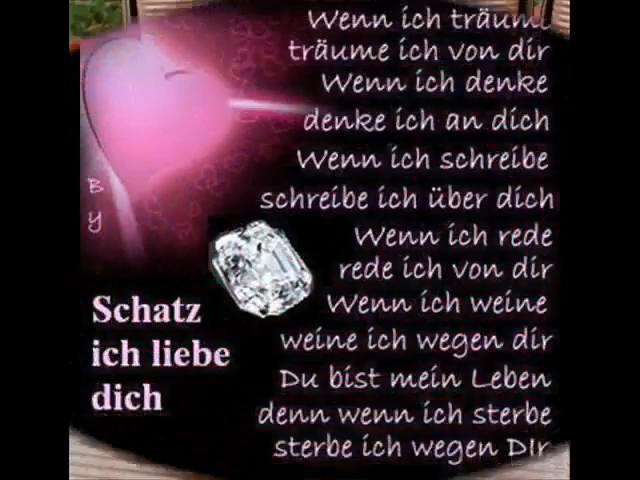 Wenn ich träum
träume ich von dir
Wenn ich denke
denke ich an dich
Wenn ich schreibe
schreibe ich über dich
Wenn ich rede
rede ich von dir
Wenn ich weine
weine ich wegen dir
Du bist mein Leben
denn wenn ich sterbe
sterbe ich wegen DIr
BY
Schatz
ich liebe
dich